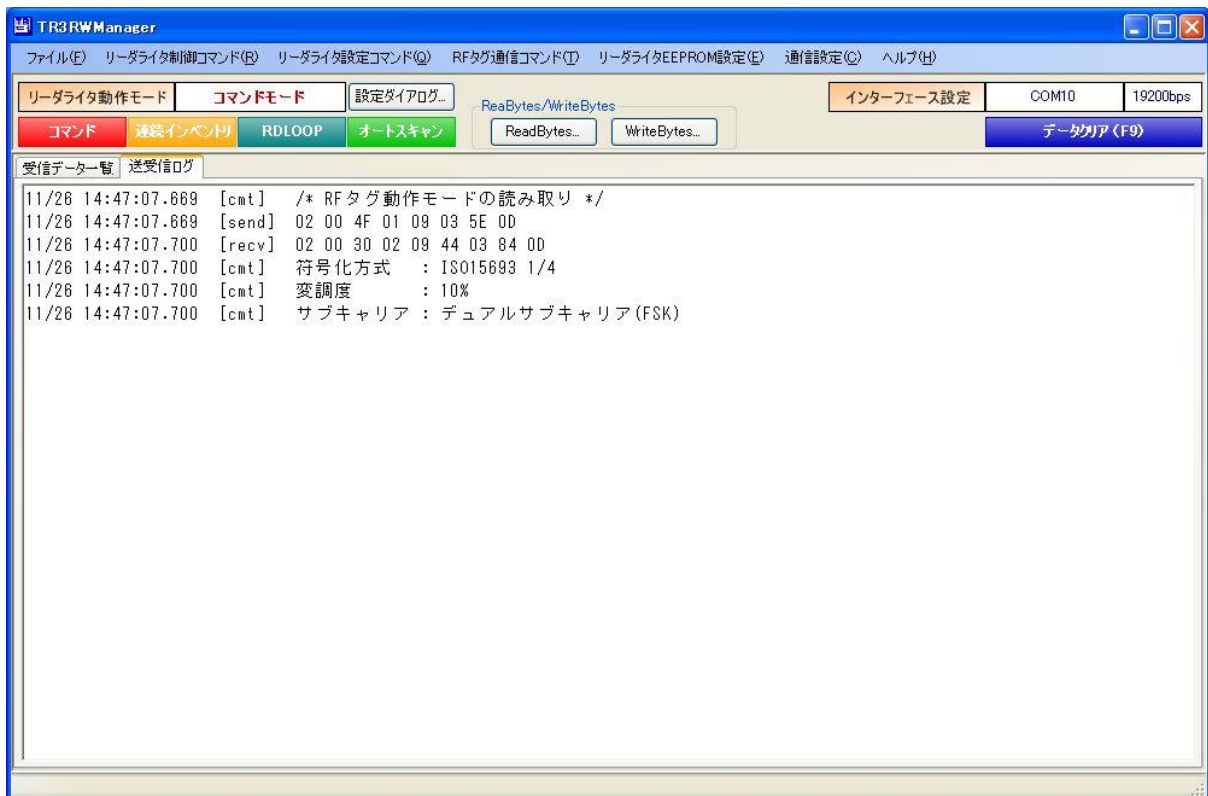 TR3RWManager
ファイル(F) リーダライタ制御コマンド(R) リーダライタ設定コマンド(Q) RFタグ通信コマンド(T) リーダライタEEPROM設定(E) 通信設定(C) ヘルプ(H)
リーダライタ動作モード コマンドモード 設定ダイアログ... ReaBytes/WriteBytes インターフェース設定 COM10 19200bps
コマンド 連続インベントリ RDLOOP オートスキャン ReadBytes... WriteBytes... データクリア(F9)
受信データ一覧 送受信ログ
11/26 14:47:07.669 [cmt] /* RFタグ動作モードの読み取り */
11/26 14:47:07.669 [send] 02 00 4F 01 09 03 5E 0D
11/26 14:47:07.700 [recv] 02 00 30 02 09 44 03 84 0D
11/26 14:47:07.700 [cmt] 符号化方式 : ISO15693 1/4
11/26 14:47:07.700 [cmt] 変調度 : 10%
11/26 14:47:07.700 [cmt] サブキャリア : デュアルサブキャリア(FSK)